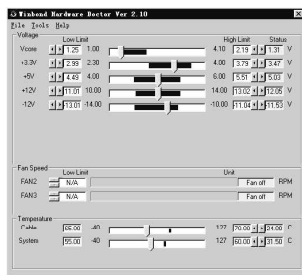 Winbond Hardware Doctor Ver 2.10
File Tools Help
Voltage
Low Limit High Limit Status
Vcore 1.25 1.00 4.10 2.19 1.31 V
+3.3V 2.99 2.30 4.00 3.79 3.47 V
+5V 4.49 4.00 6.00 5.51 5.03 V
+12V 11.01 10.00 14.00 13.02 12.05 V
-12V -13.01 -14.00 -10.00 -11.04 -11.53 V
Fan Speed
Low Limit Unit
FAN2 N/A Fan off RPM
FAN3 N/A Fan off RPM
Temperature
Cable 65.00 -40 127 70.00 24.00 C
System 55.00 -40 127 60.00 31.50 C